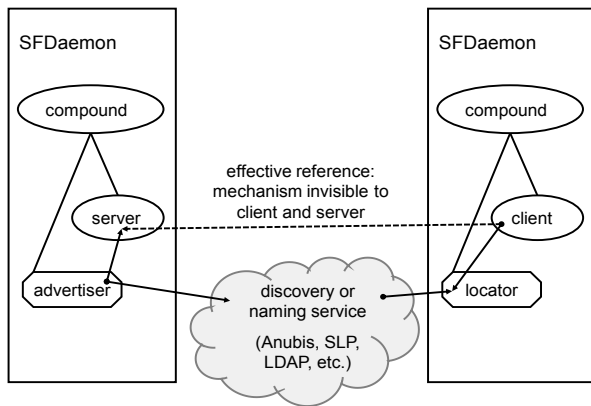 SFDaemon
compound
server
advertiser
effective reference:
mechanism invisible to
client and server
discovery or
naming service
(Anubis, SLP,
LDAP, etc.)
SFDaemon
compound
client
locator